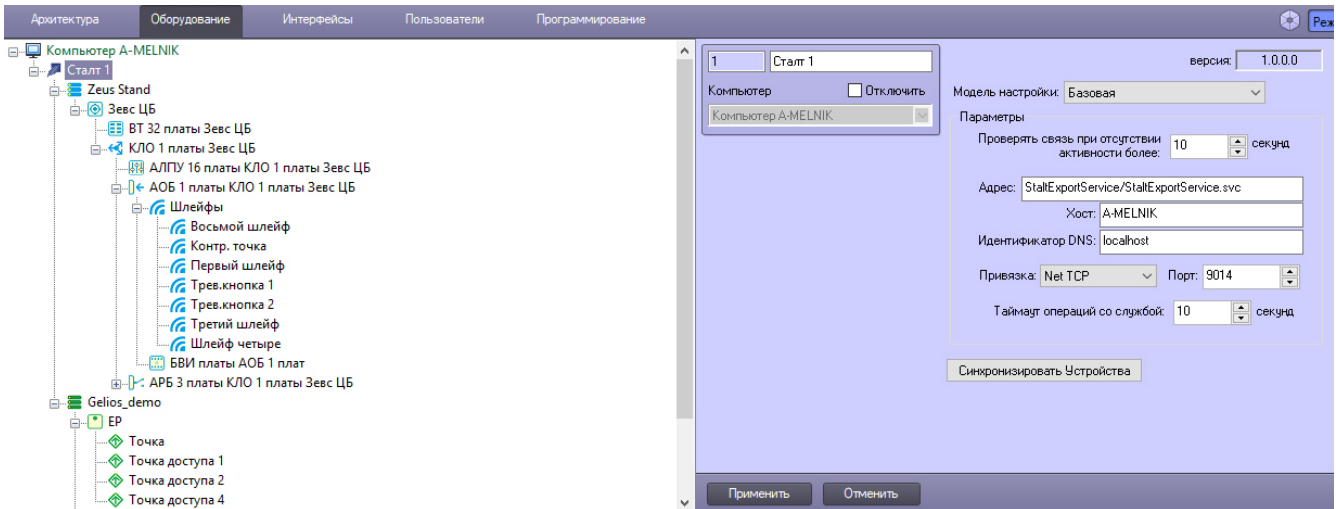 Архитектура Оборудование Интерфейсы Пользователи Программирование Реж
Компьютер A-MELNIK
Сталт 1
Zeus Stand
Зевс ЦБ
ВТ 32 платы Зевс ЦБ
КЛО 1 платы Зевс ЦБ
АЛПУ 16 платы КЛО 1 платы Зевс ЦБ
АОБ 1 платы КЛО 1 платы Зевс ЦБ
Шлейфы
Восьмой шлейф
Контр. точка
Первый шлейф
Трев.кнопка 1
Трев.кнопка 2
Третий шлейф
Шлейф четыре
БВИ платы АОБ 1 плат
АРБ 3 платы КЛО 1 платы Зевс ЦБ
Gelios_demo
EP
Точка
Точка доступа 1
Точка доступа 2
Точка доступа 4
1 Сталт 1
Компьютер Отключить
Компьютер A-MELNIK
версия: 1.0.0.0
Модель настройки: Базовая
Параметры
Проверять связь при отсутствии
активности более: 10 секунд
Адрес: StaltExportService/StaltExportService.svc
Хост: A-MELNIK
Идентификатор DNS: localhost
Привязка: Net TCP Порт: 9014
Таймаут операций со службой: 10 секунд
Синхронизировать Устройства
Применить Отменить